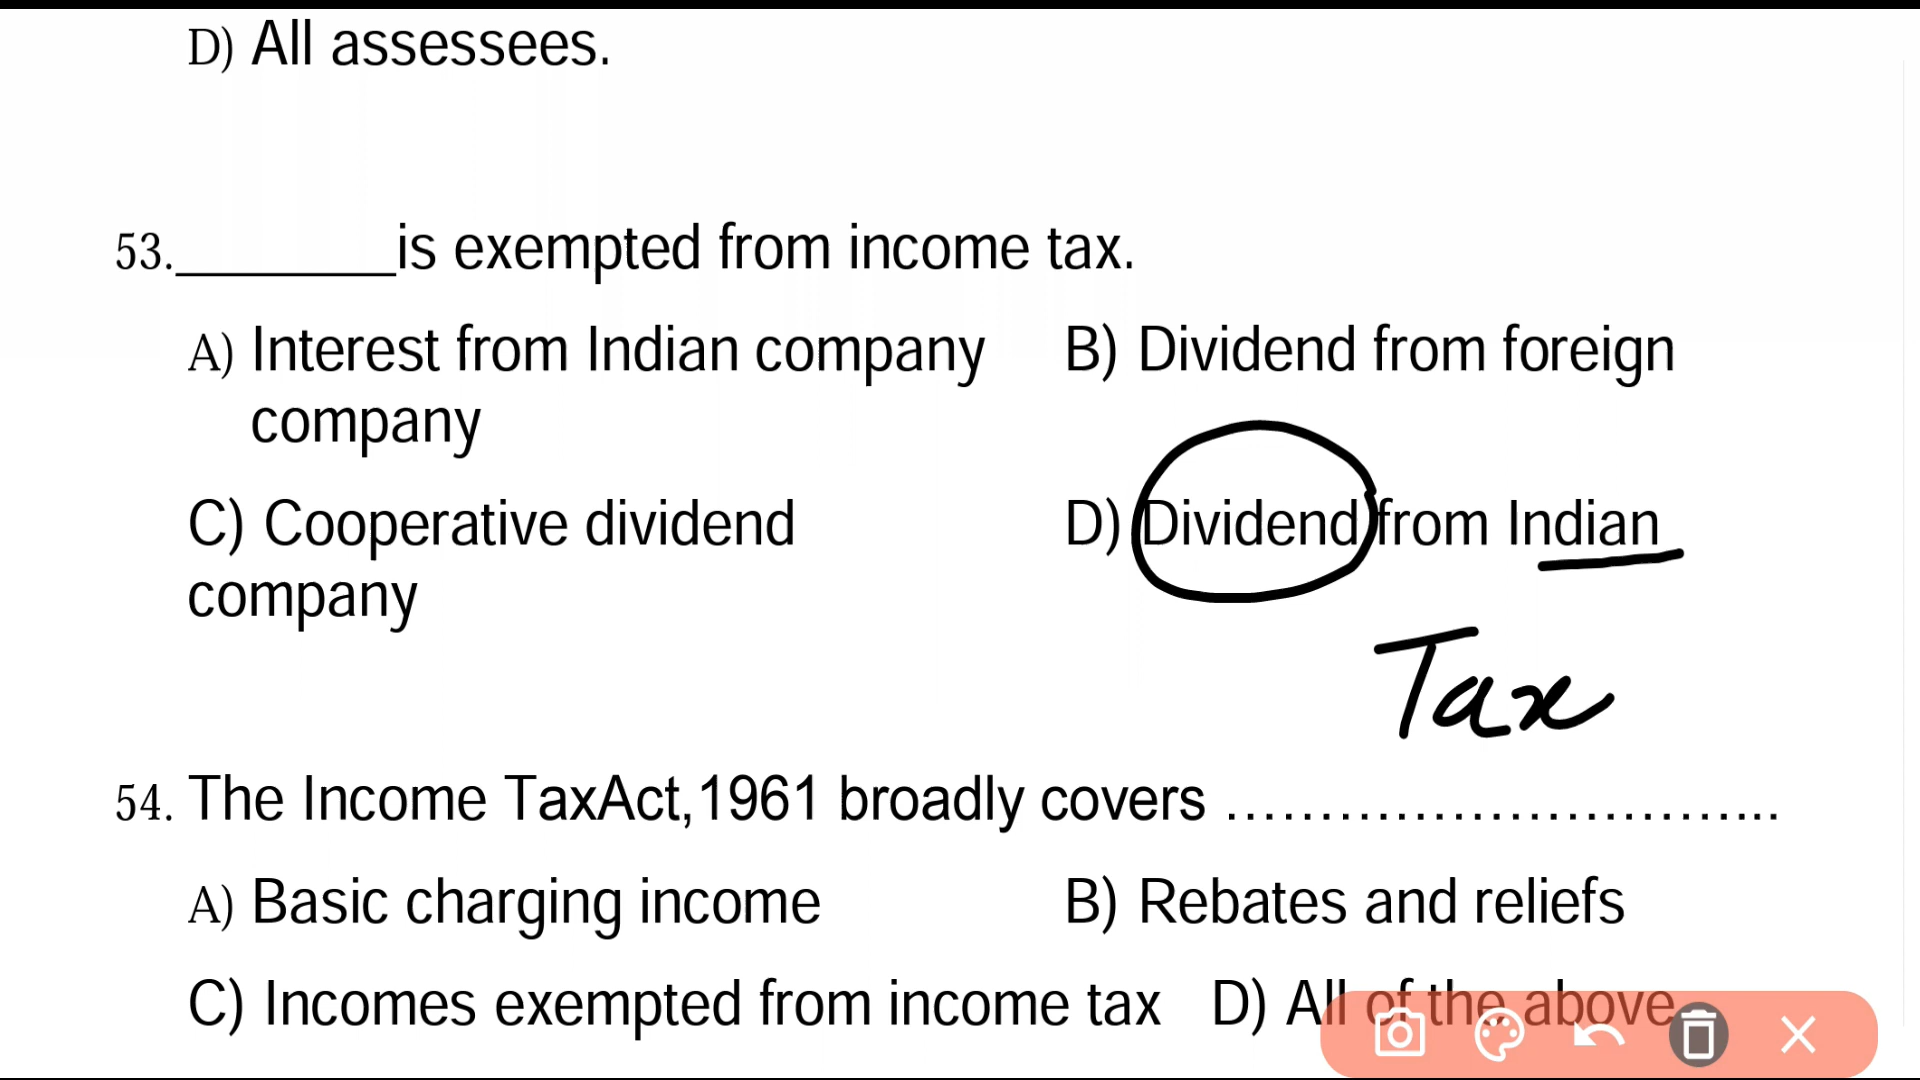 D) All assessees.
53.________is exempted from income tax.
A) Interest from Indian company B) Dividend from foreign
company
C) Cooperative dividend D) Dividend from Indian
company
Tax
54. The Income TaxAct,1961 broadly covers ……………………………...
A) Basic charging income B) Rebates and reliefs
C) Incomes exempted from income tax D) All of the above